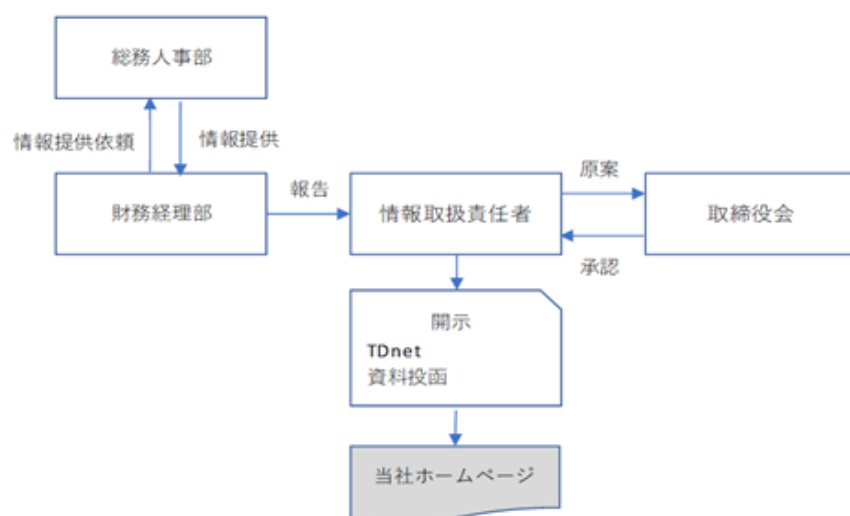 総務人事部
情報提供依頼
情報提供
財務経理部
報告
情報取扱責任者
原案
取締役会
承認
開示
TDnet
資料投函
当社ホームページ